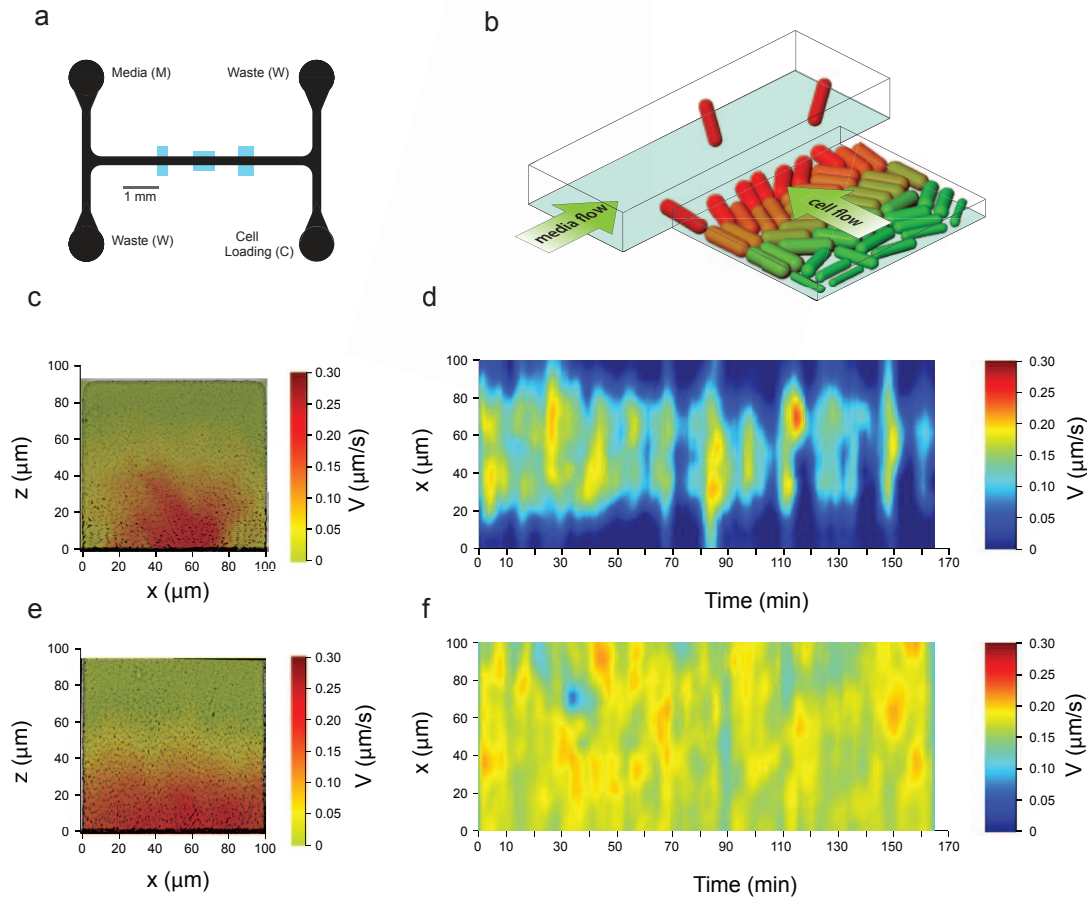 a
Media (M)
Waste (W)
1 mm
Waste (W)
Cell
Loading (C)
b
media flow
cell flow
c
100
80
60
40
20
0
z (µm)
0 20 40 60 80 100
x (µm)
0.30
0.25
0.20
0.15
0.10
0.05
0
V (µm/s)
d
100
80
60
40
20
0
x (µm)
0 10 30 50 70 90 110 130 150 170
Time (min)
0.30
0.25
0.20
0.15
0.10
0.05
0
V (µm/s)
e
100
80
60
40
20
0
z (µm)
0 20 40 60 80 100
x (µm)
0.30
0.25
0.20
0.15
0.10
0.05
0
V (µm/s)
f
100
80
60
40
20
0
x (µm)
0 10 30 50 70 90 110 130 150 170
Time (min)
0.30
0.25
0.20
0.15
0.10
0.05
0
V (µm/s)